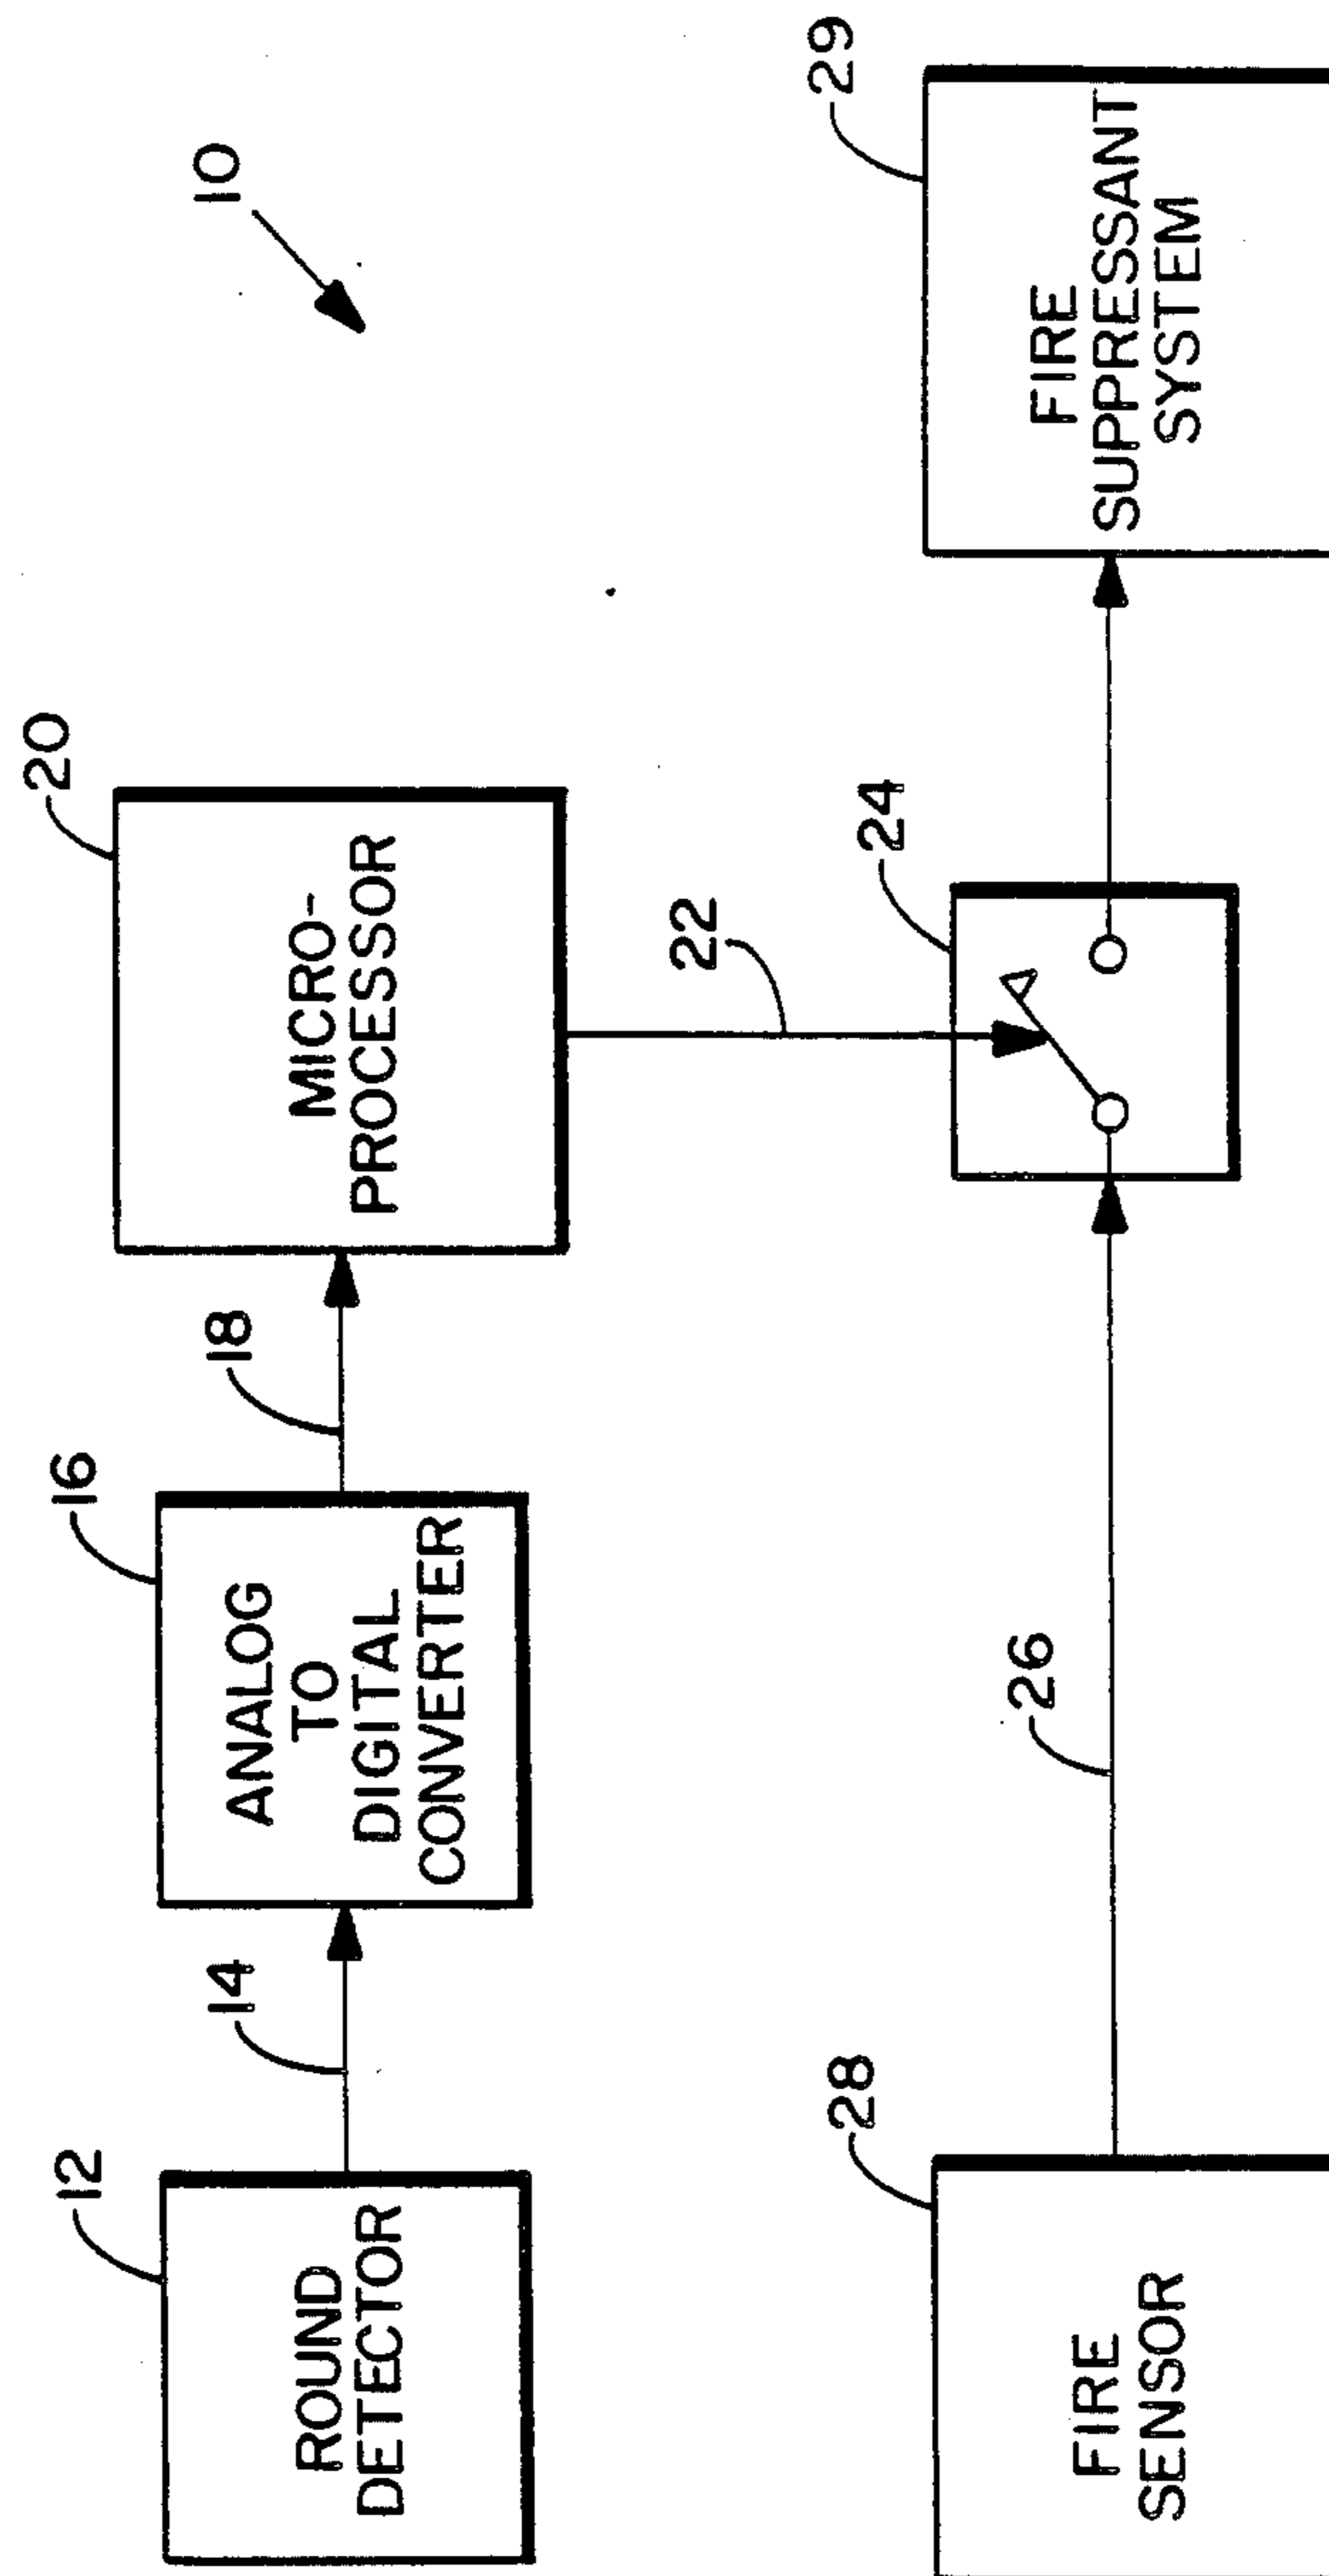 10
12
ROUND
DETECTOR
14
16
ANALOG
TO
DIGITAL
CONVERTER
18
20
MICRO-
PROCESSOR
22
24
26
28
FIRE
SENSOR
29
FIRE
SUPPRESSANT
SYSTEM